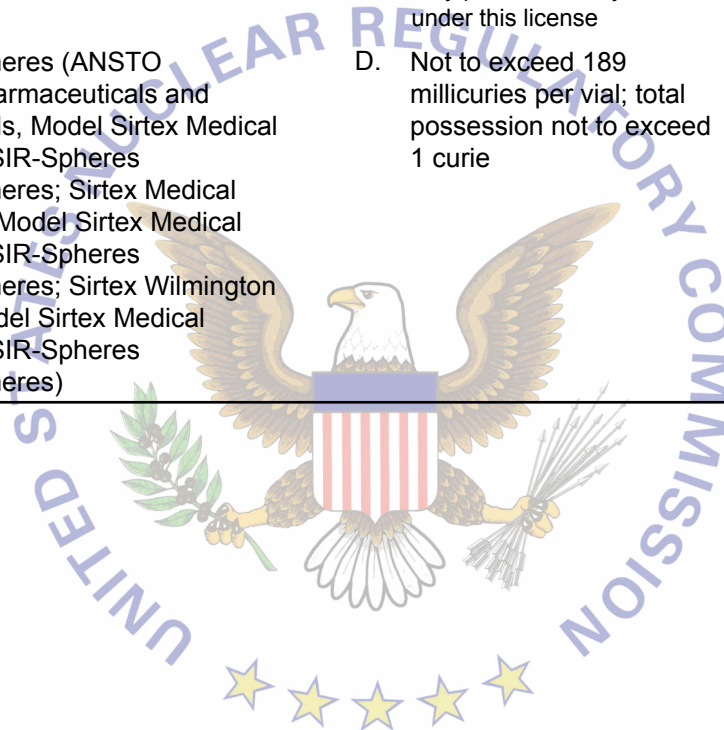 under this license
heres (ANSTO
armaceuticals and
ls, Model Sirtex Medical
SIR-Spheres
heres; Sirtex Medical
Model Sirtex Medical
SIR-Spheres
heres; Sirtex Wilmington
del Sirtex Medical
SIR-Spheres
heres)
D. Not to exceed 189
millicuries per vial; total
possession not to exceed
1 curie
UNITED STATES NUCLEAR REGULATORY COMMISSION